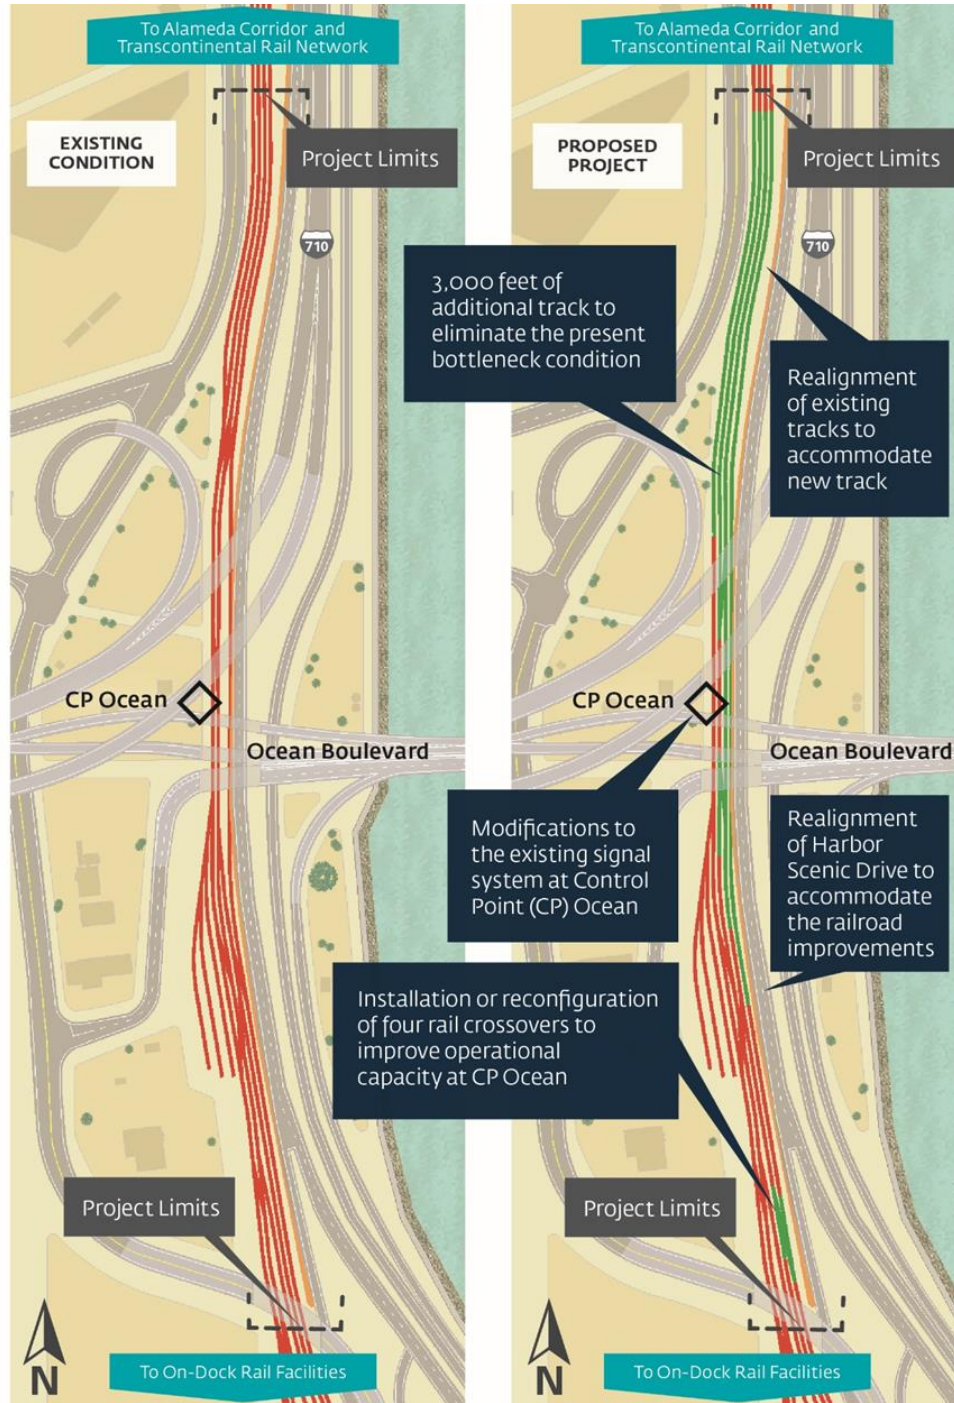 To Alameda Corridor and
Transcontinental Rail Network
EXISTING
CONDITION
Project Limits
710
CP Ocean
Ocean Boulevard
Project Limits
N
To On-Dock Rail Facilities
To Alameda Corridor and
Transcontinental Rail Network
PROPOSED
PROJECT
Project Limits
710
3,000 feet of
additional track to
eliminate the present
bottleneck condition
Realignment
of existing
tracks to
accommodate
new track
CP Ocean
Ocean Boulevard
Modifications to
the existing signal
system at Control
Point (CP) Ocean
Realignment
of Harbor
Scenic Drive to
accommodate
the railroad
improvements
Installation or reconfiguration
of four rail crossovers to
improve operational
capacity at CP Ocean
Project Limits
N
To On-Dock Rail Facilities